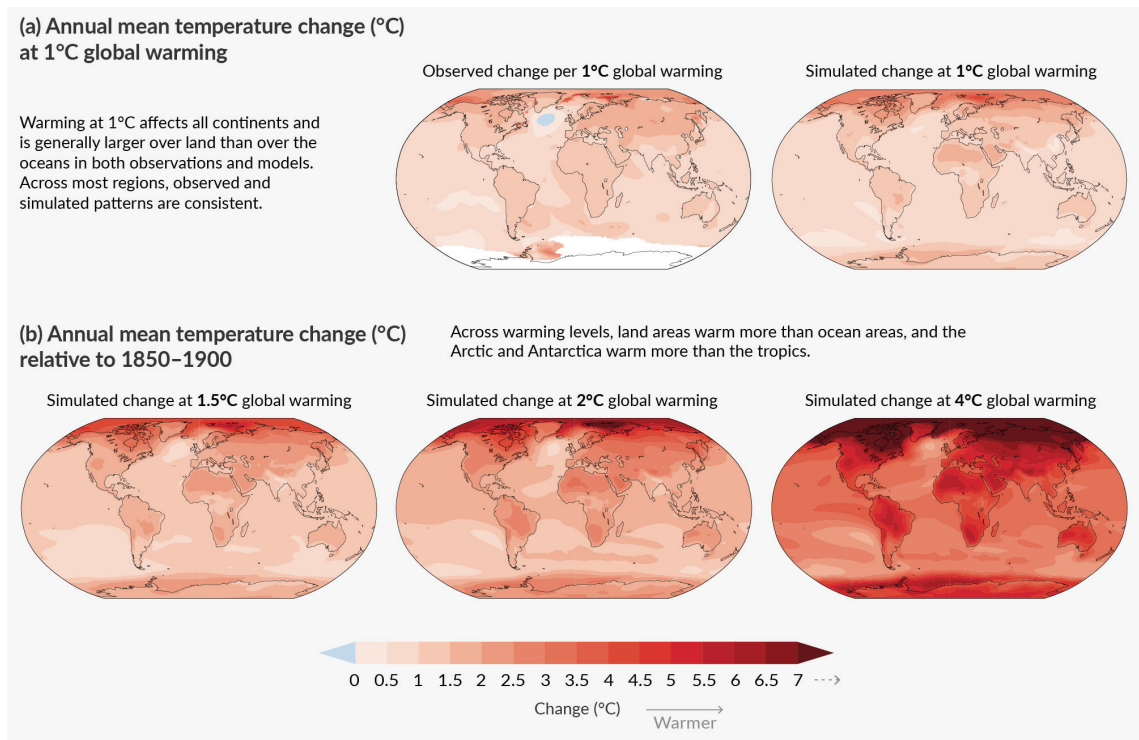 (a) Annual mean temperature change (°C)
at 1°C global warming
Warming at 1°C affects all continents and
is generally larger over land than over the
oceans in both observations and models.
Across most regions, observed and
simulated patterns are consistent.
Observed change per 1°C global warming
Simulated change at 1°C global warming
(b) Annual mean temperature change (°C)
relative to 1850–1900
Across warming levels, land areas warm more than ocean areas, and the
Arctic and Antarctica warm more than the tropics.
Simulated change at 1.5°C global warming
Simulated change at 2°C global warming
Simulated change at 4°C global warming
0 0.5 1 1.5 2 2.5 3 3.5 4 4.5 5 5.5 6 6.5 7
Change (°C)
Warmer